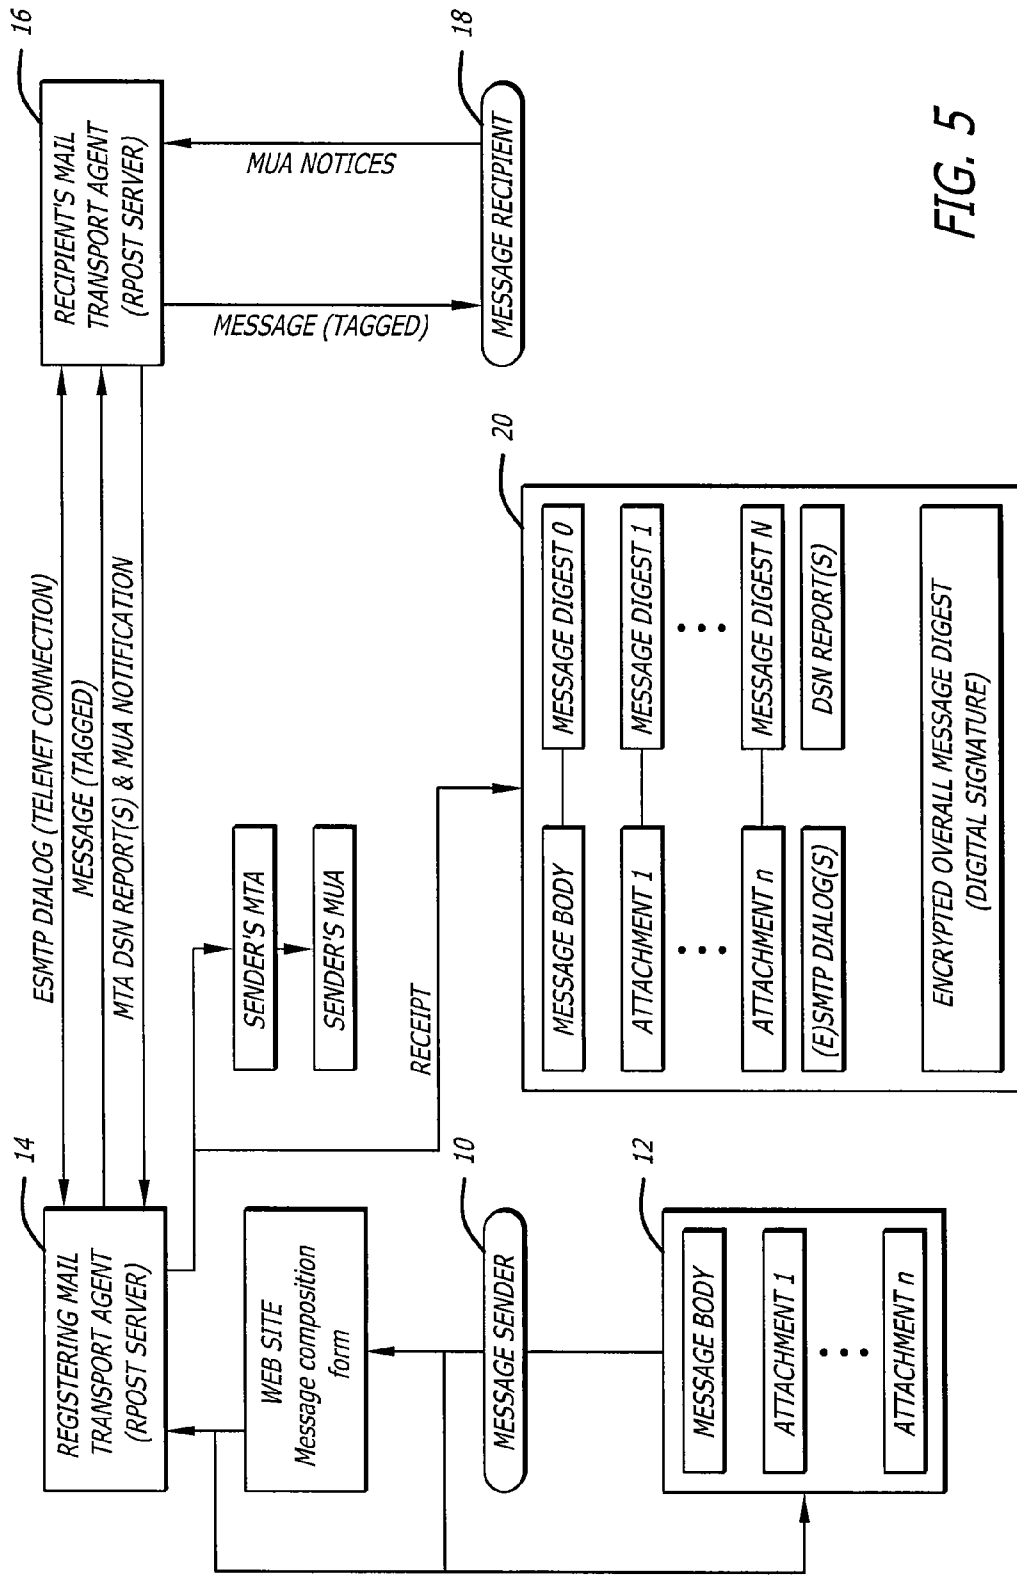 14
REGISTERING MAIL
TRANSPORT AGENT
(RPOST SERVER)
ESMTP DIALOG (TELENET CONNECTION)
MESSAGE (TAGGED)
MTA DSN REPORT(S) & MUA NOTIFICATION
16
RECIPIENT'S MAIL
TRANSPORT AGENT
(RPOST SERVER)
WEB SITE
Message composition
form
SENDER'S MTA
SENDER'S MUA
RECEIPT
MESSAGE (TAGGED)
MUA NOTICES
10
MESSAGE SENDER
18
MESSAGE RECIPIENT
12
MESSAGE BODY
ATTACHMENT 1
ATTACHMENT n
20
MESSAGE BODY
MESSAGE DIGEST 0
ATTACHMENT 1
MESSAGE DIGEST 1
ATTACHMENT n
MESSAGE DIGEST N
(E)SMTP DIALOG(S)
DSN REPORT(S)
ENCRYPTED OVERALL MESSAGE DIGEST
(DIGITAL SIGNATURE)
FIG. 5